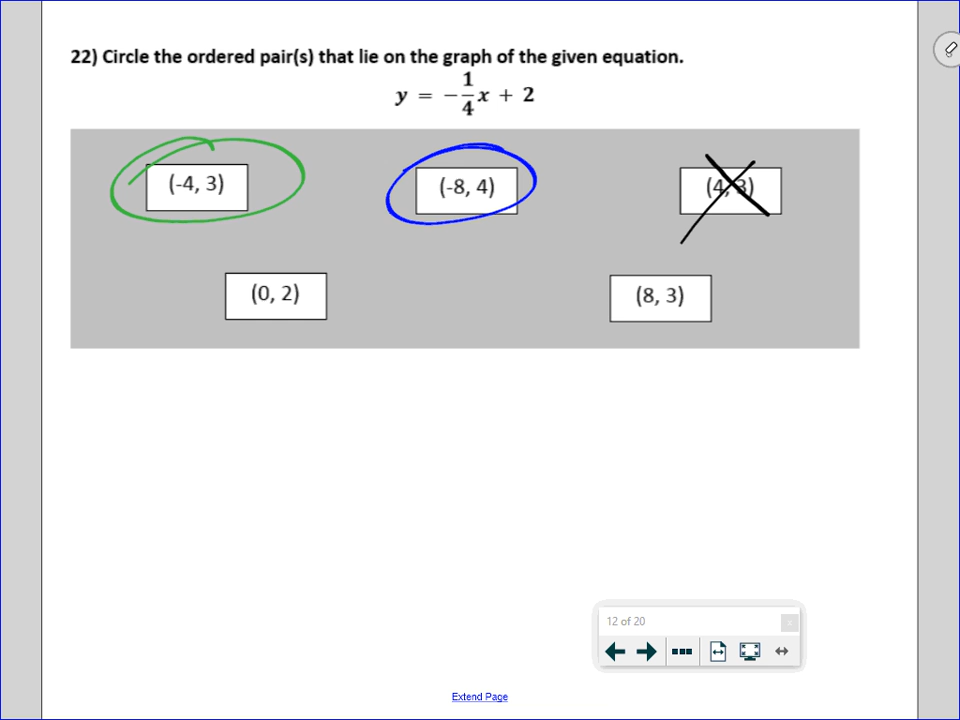 22) Circle the ordered pair(s) that lie on the graph of the given equation.
y = -1/4x + 2
(-4, 3) (-8, 4) (4, 3)
(0, 2) (8, 3)
12 of 20
x
Extend Page